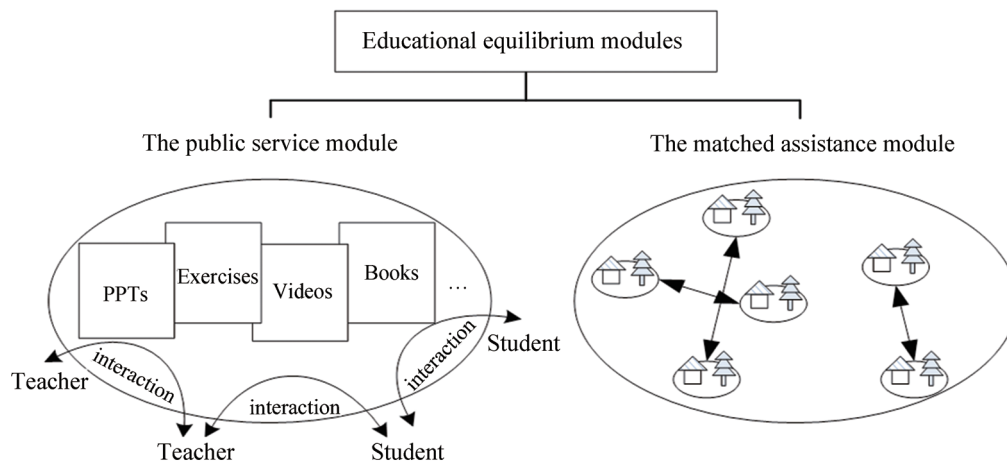 Educational equilibrium modules
The public service module
The matched assistance module
PPTs
Exercises
Videos
Books
...
interaction
interaction
interaction
Teacher
Teacher
Student
Student